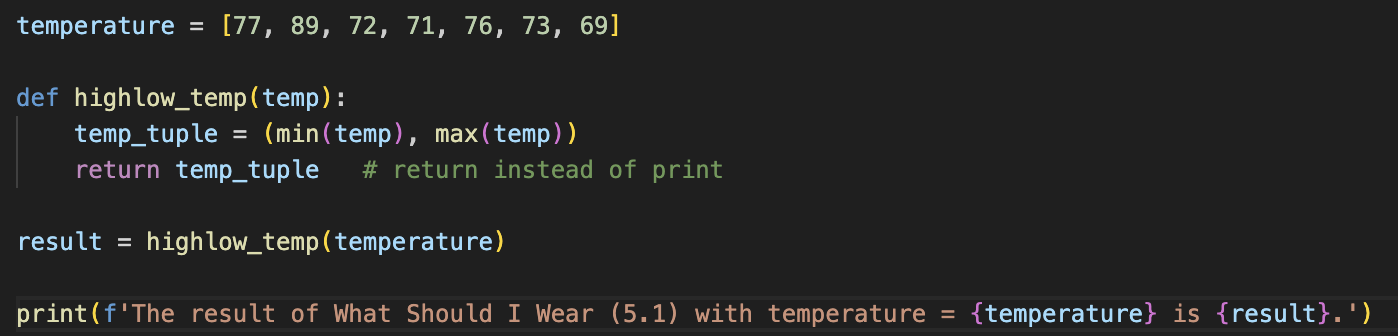 temperature = [77, 89, 72, 71, 76, 73, 69]
def highlow_temp(temp):
    temp_tuple = (min(temp), max(temp))
    return temp_tuple   # return instead of print
result = highlow_temp(temperature)
print(f'The result of What Should I Wear (5.1) with temperature = {temperature} is {result}.')